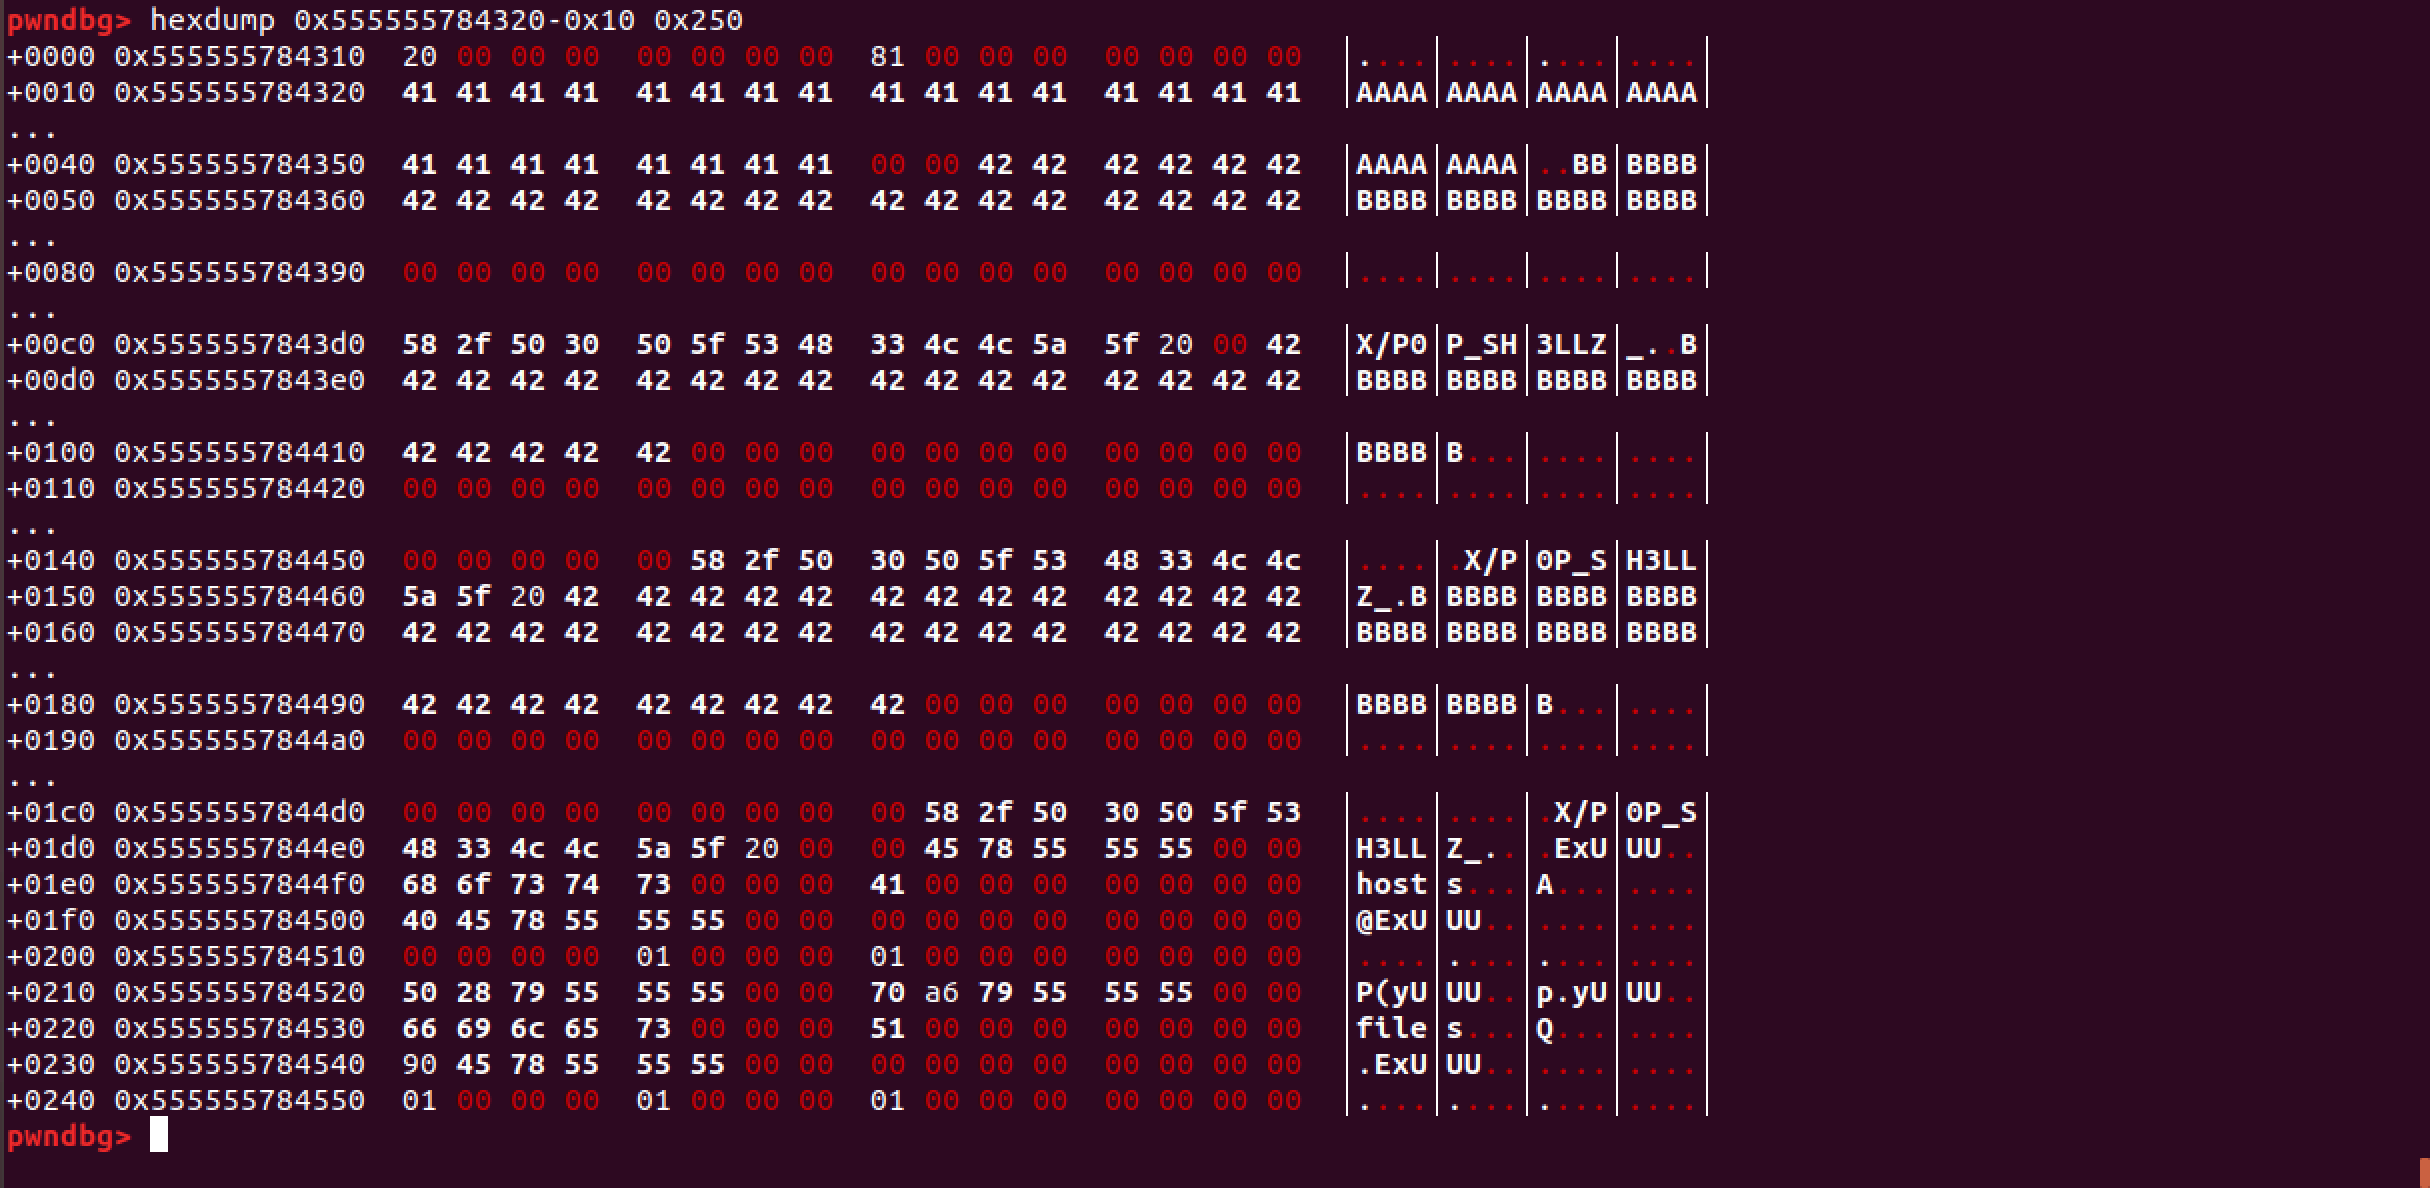 pwndbg> hexdump 0x555555784320-0x10 0x250
+0000 0x555555784310  20 00 00 00  00 00 00 00  81 00 00 00  00 00 00 00  |....|....|....|....|
+0010 0x555555784320  41 41 41 41  41 41 41 41  41 41 41 41  41 41 41 41  |AAAA|AAAA|AAAA|AAAA|
...
+0040 0x555555784350  41 41 41 41  41 41 41 41  00 00 42 42  42 42 42 42  |AAAA|AAAA|..BB|BBBB|
+0050 0x555555784360  42 42 42 42  42 42 42 42  42 42 42 42  42 42 42 42  |BBBB|BBBB|BBBB|BBBB|
...
+0080 0x555555784390  00 00 00 00  00 00 00 00  00 00 00 00  00 00 00 00  |....|....|....|....|
...
+00c0 0x5555557843d0  58 2f 50 30  50 5f 53 48  33 4c 4c 5a  5f 20 00 42  |X/P0|P_SH|3LLZ|_..B|
+00d0 0x5555557843e0  42 42 42 42  42 42 42 42  42 42 42 42  42 42 42 42  |BBBB|BBBB|BBBB|BBBB|
...
+0100 0x555555784410  42 42 42 42  42 00 00 00  00 00 00 00  00 00 00 00  |BBBB|B...|....|....|
+0110 0x555555784420  00 00 00 00  00 00 00 00  00 00 00 00  00 00 00 00  |....|....|....|....|
...
+0140 0x555555784450  00 00 00 00  00 58 2f 50  30 50 5f 53  48 33 4c 4c  |....|.X/P|0P_S|H3LL|
+0150 0x555555784460  5a 5f 20 42  42 42 42 42  42 42 42 42  42 42 42 42  |Z_.B|BBBB|BBBB|BBBB|
+0160 0x555555784470  42 42 42 42  42 42 42 42  42 42 42 42  42 42 42 42  |BBBB|BBBB|BBBB|BBBB|
...
+0180 0x555555784490  42 42 42 42  42 42 42 42  42 00 00 00  00 00 00 00  |BBBB|BBBB|B...|....|
+0190 0x5555557844a0  00 00 00 00  00 00 00 00  00 00 00 00  00 00 00 00  |....|....|....|....|
...
+01c0 0x5555557844d0  00 00 00 00  00 00 00 00  00 58 2f 50  30 50 5f 53  |....|....|.X/P|0P_S|
+01d0 0x5555557844e0  48 33 4c 4c  5a 5f 20 00  00 45 78 55  55 55 00 00  |H3LL|Z_..|.ExU|UU..|
+01e0 0x5555557844f0  68 6f 73 74  73 00 00 00  41 00 00 00  00 00 00 00  |host|s...|A...|....|
+01f0 0x555555784500  40 45 78 55  55 55 00 00  00 00 00 00  00 00 00 00  |@ExU|UU..|....|....|
+0200 0x555555784510  00 00 00 00  01 00 00 00  01 00 00 00  00 00 00 00  |....|....|....|....|
+0210 0x555555784520  50 28 79 55  55 55 00 00  70 a6 79 55  55 55 00 00  |P(yU|UU..|p.yU|UU..|
+0220 0x555555784530  66 69 6c 65  73 00 00 00  51 00 00 00  00 00 00 00  |file|s...|Q...|....|
+0230 0x555555784540  90 45 78 55  55 55 00 00  00 00 00 00  00 00 00 00  |.ExU|UU..|....|....|
+0240 0x555555784550  01 00 00 00  01 00 00 00  01 00 00 00  00 00 00 00  |....|....|....|....|
pwndbg>